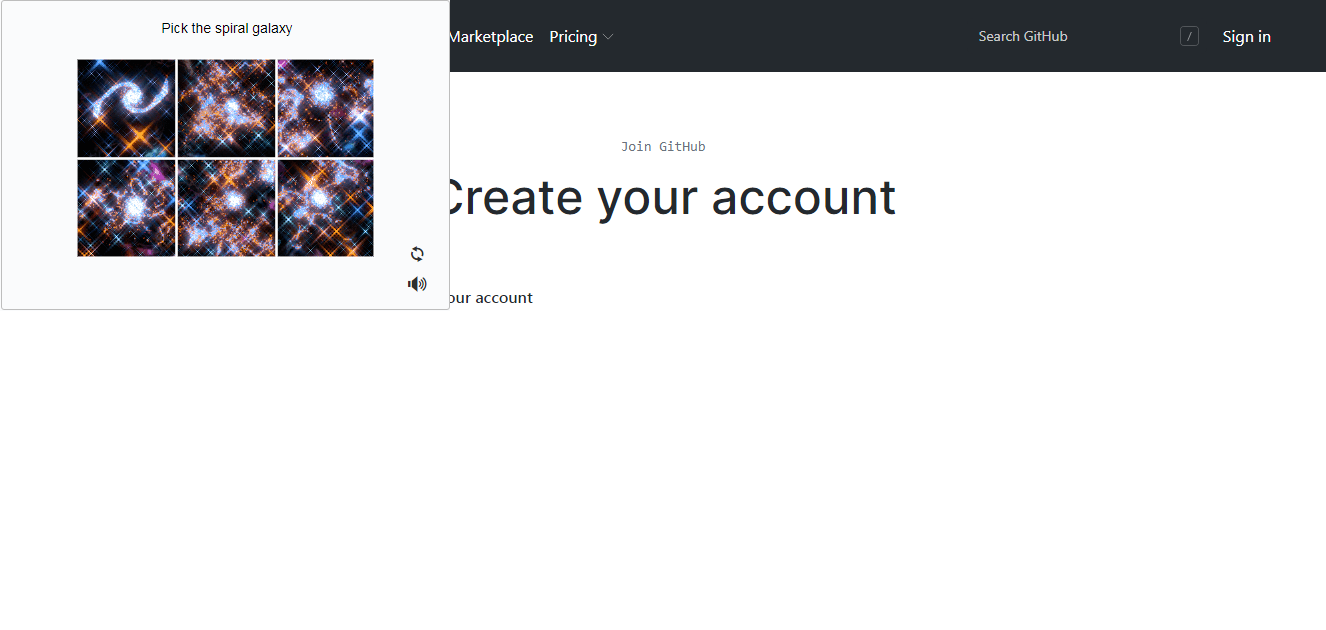 Pick the spiral galaxy
Marketplace Pricing Search GitHub / Sign in
Join GitHub
Create your account
our account